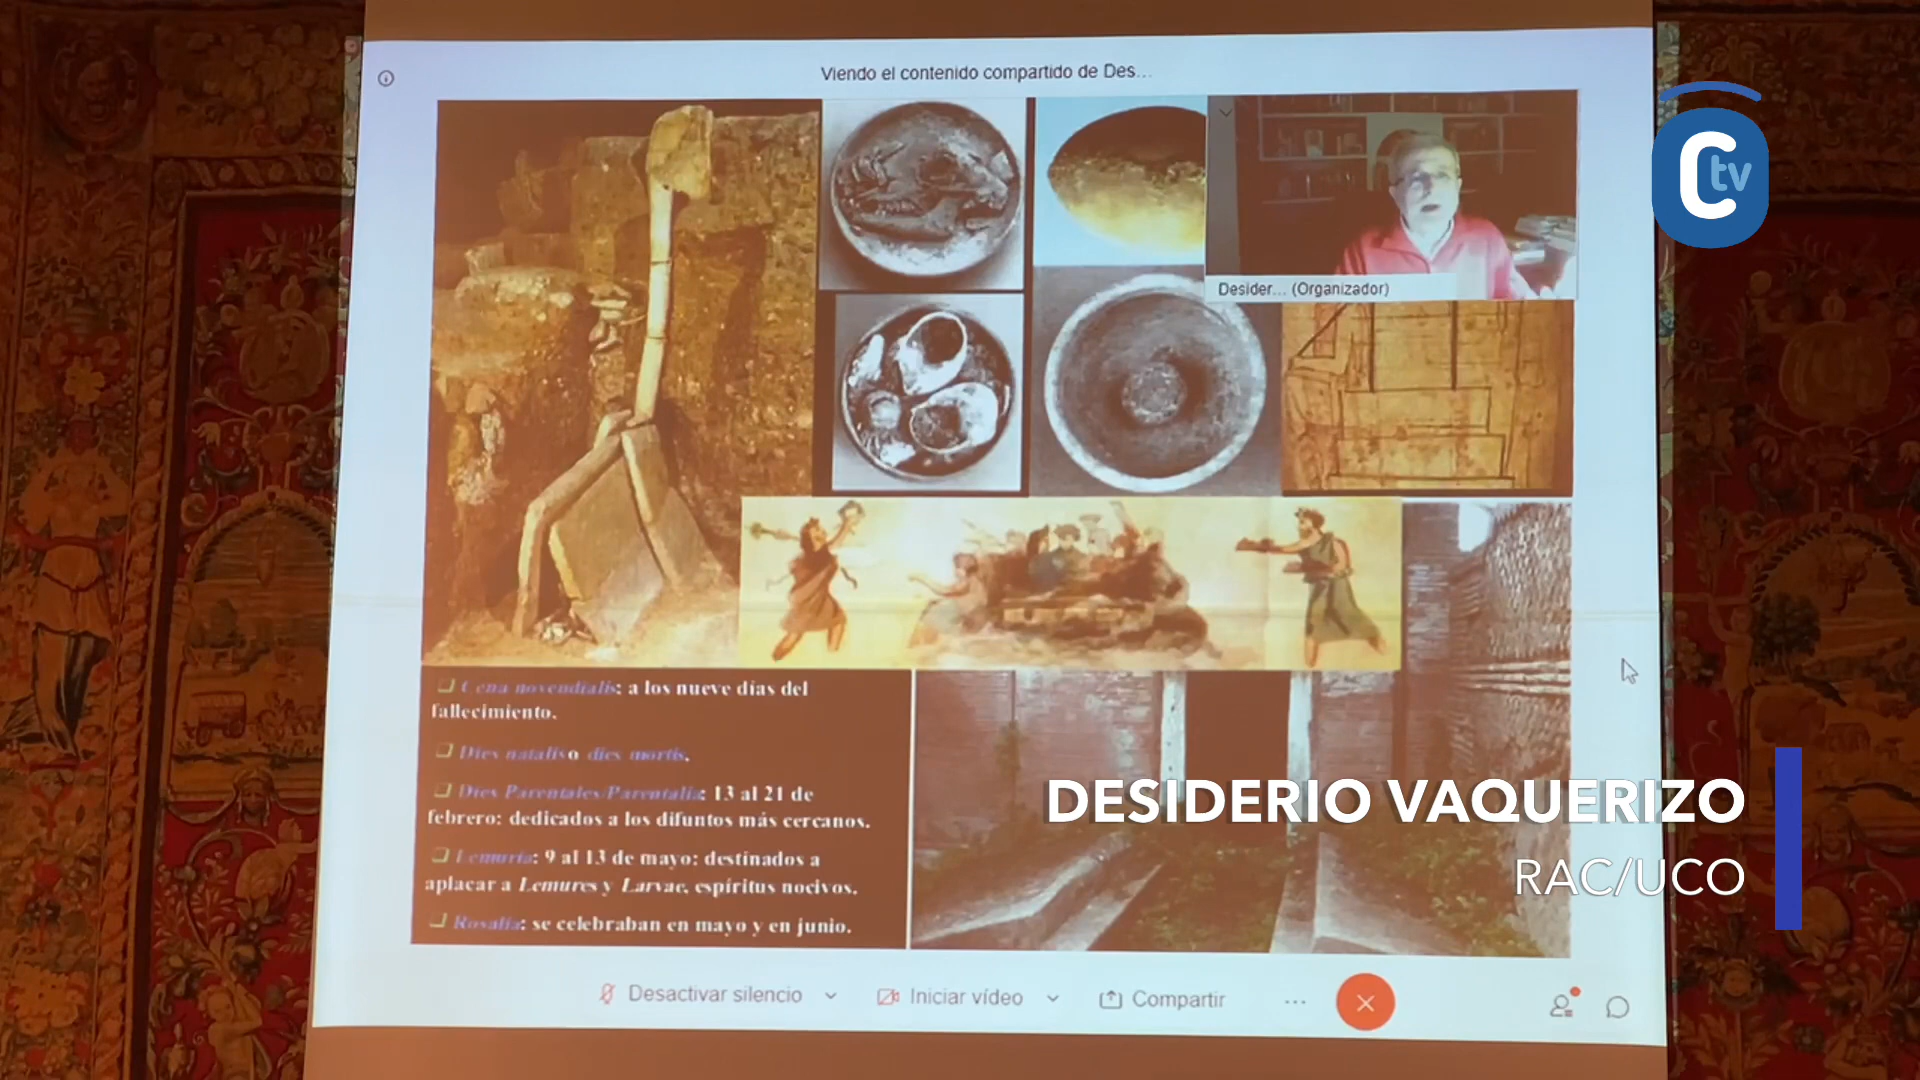 Viendo el contenido compartido de Des...
C tv
Desider... (Organizador)
Cena novendialis: a los nueve días del
fallecimiento.
Dies natalis o dies mortis.
Dies Parentales/Parentalia: 13 al 21 de
febrero: dedicados a los difuntos más cercanos.
Lemuria: 9 al 13 de mayo: destinados a
aplacar a Lemures y Larvae, espíritus nocivos.
Rosalia: se celebraban en mayo y en junio.
DESIDERIO VAQUERIZO
RAC/UCO
Desactivar silencio
Iniciar vídeo
Compartir